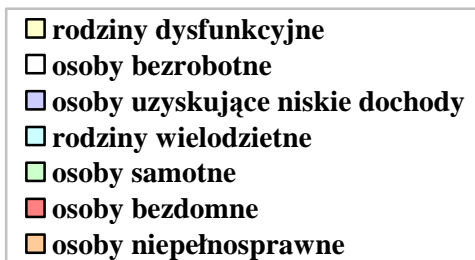 rodziny dysfunkcyjne
osoby bezrobotne
osoby uzyskujące niskie dochody
rodziny wielodzietne
osoby samotne
osoby bezdomne
osoby niepełnosprawne